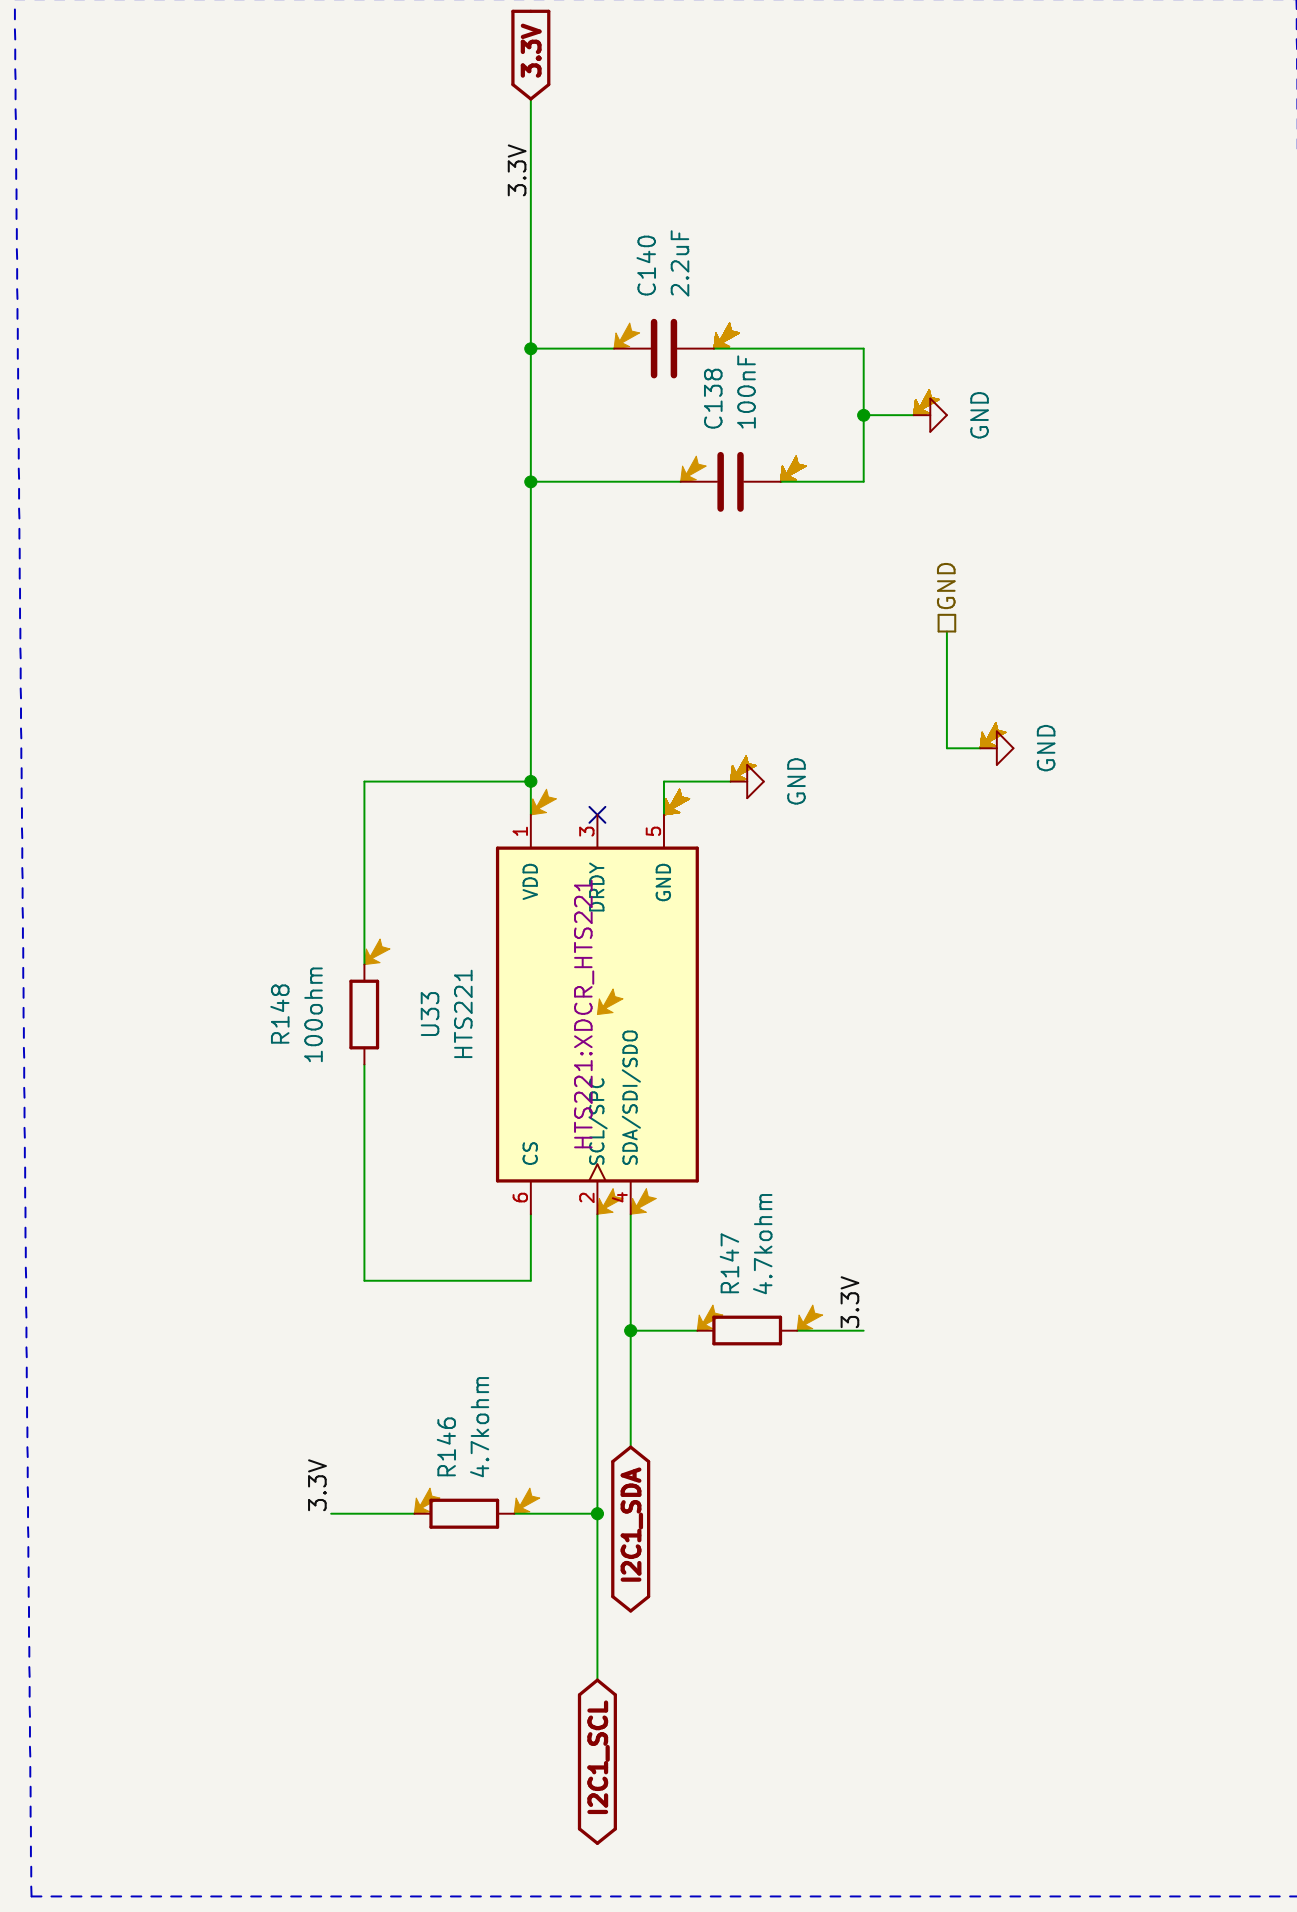 3.3V
3.3V
C140
2.2uF
C138
100nF
GND
GND
GND
GND
1
3
5
VDD
DRDY
GND
HTS221:XDCR_HTS221
R148
100ohm
U33
HTS221
CS
SCL/SPC
SDA/SDI/SDO
6
2
4
R147
4.7kohm
3.3V
R146
4.7kohm
3.3V
I2C1_SDA
I2C1_SCL